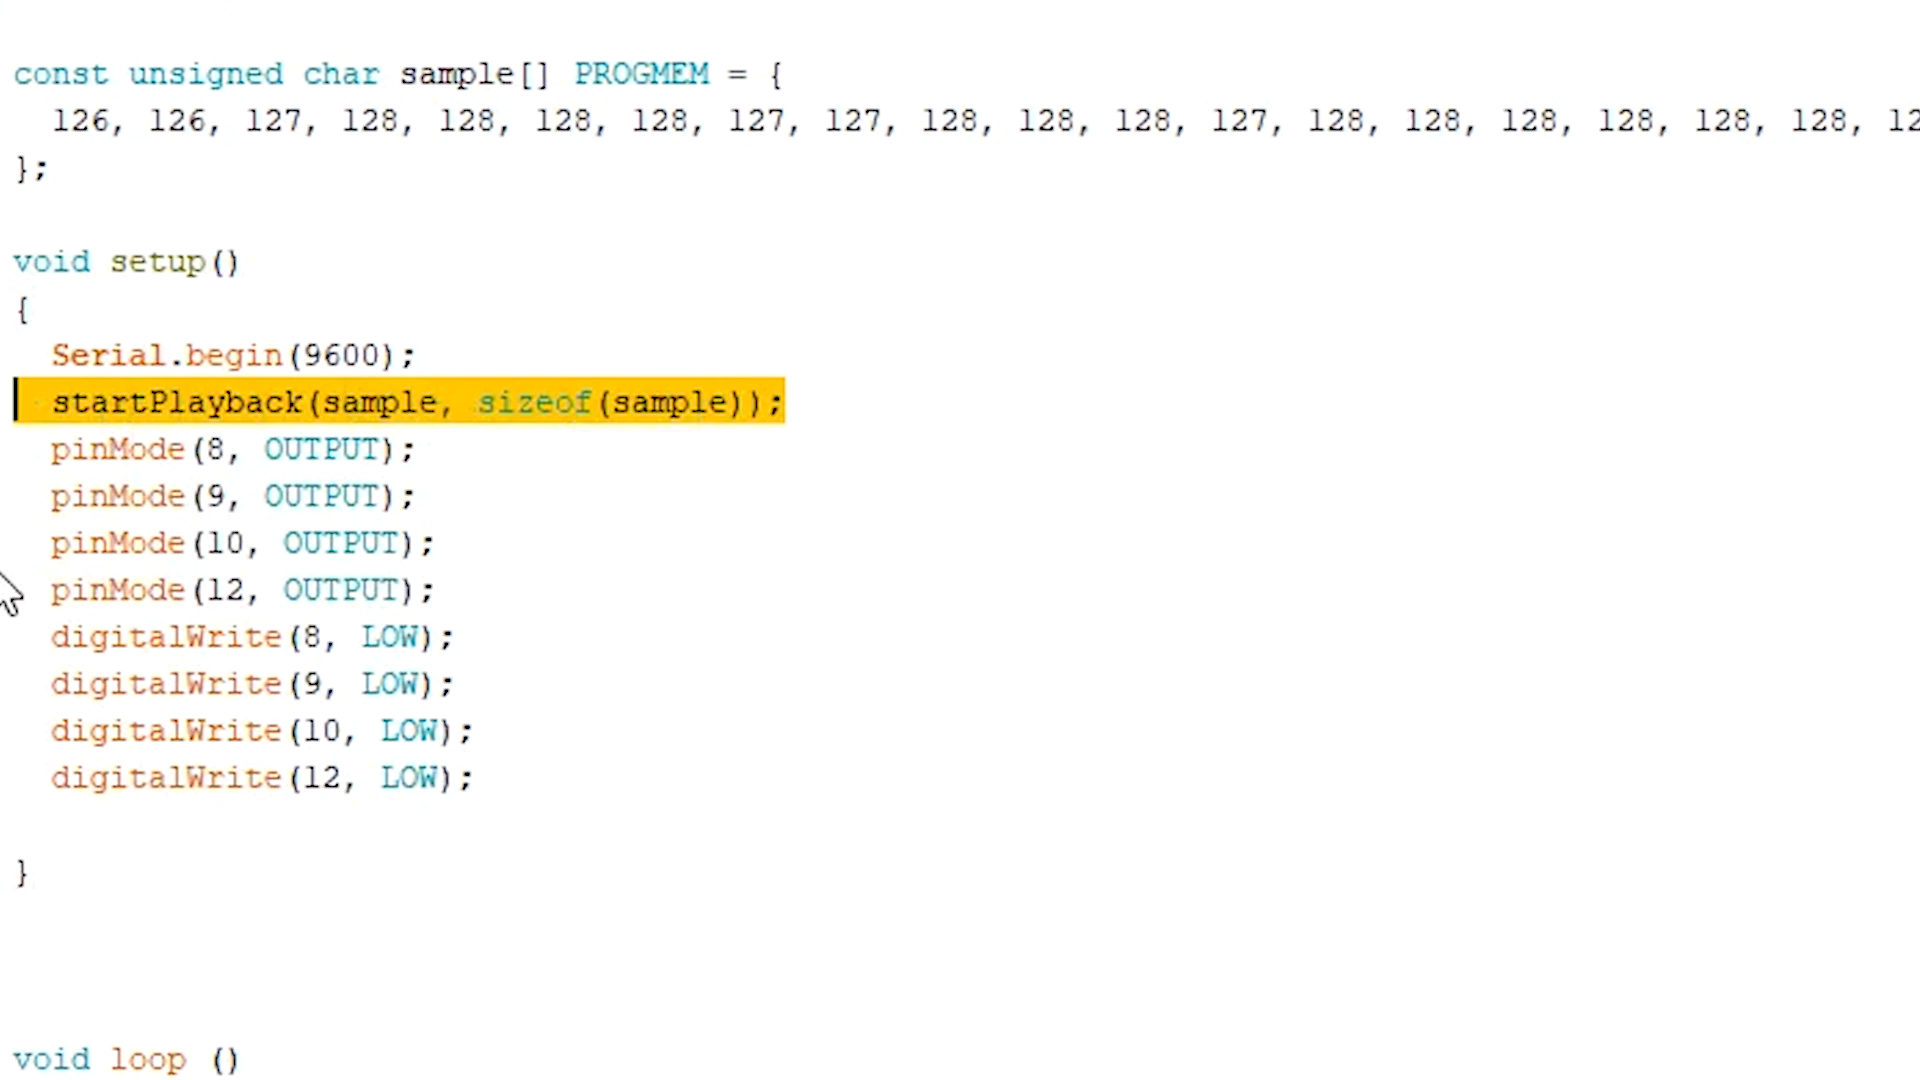 const unsigned char sample[] PROGMEM = {
126, 126, 127, 128, 128, 128, 128, 127, 127, 128, 128, 128, 127, 128, 128, 128, 128, 128, 128, 12
};
void setup()
{
Serial.begin(9600);
startPlayback(sample, sizeof(sample));
pinMode(8, OUTPUT);
pinMode(9, OUTPUT);
pinMode(10, OUTPUT);
pinMode(12, OUTPUT);
digitalWrite(8, LOW);
digitalWrite(9, LOW);
digitalWrite(10, LOW);
digitalWrite(12, LOW);
}
void loop ()